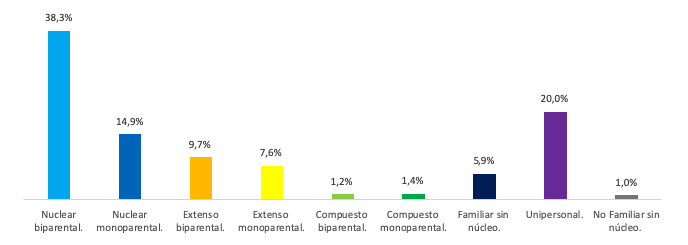 38,3%
14,9%
9,7%
7,6%
1,2%
1,4%
5,9%
20,0%
1,0%
Nuclear
biparental.
Nuclear
monoparental.
Extenso
biparental.
Extenso
monoparental.
Compuesto
biparental.
Compuesto
monoparental.
Familiar sin
núcleo.
Unipersonal.
No Familiar sin
núcleo.